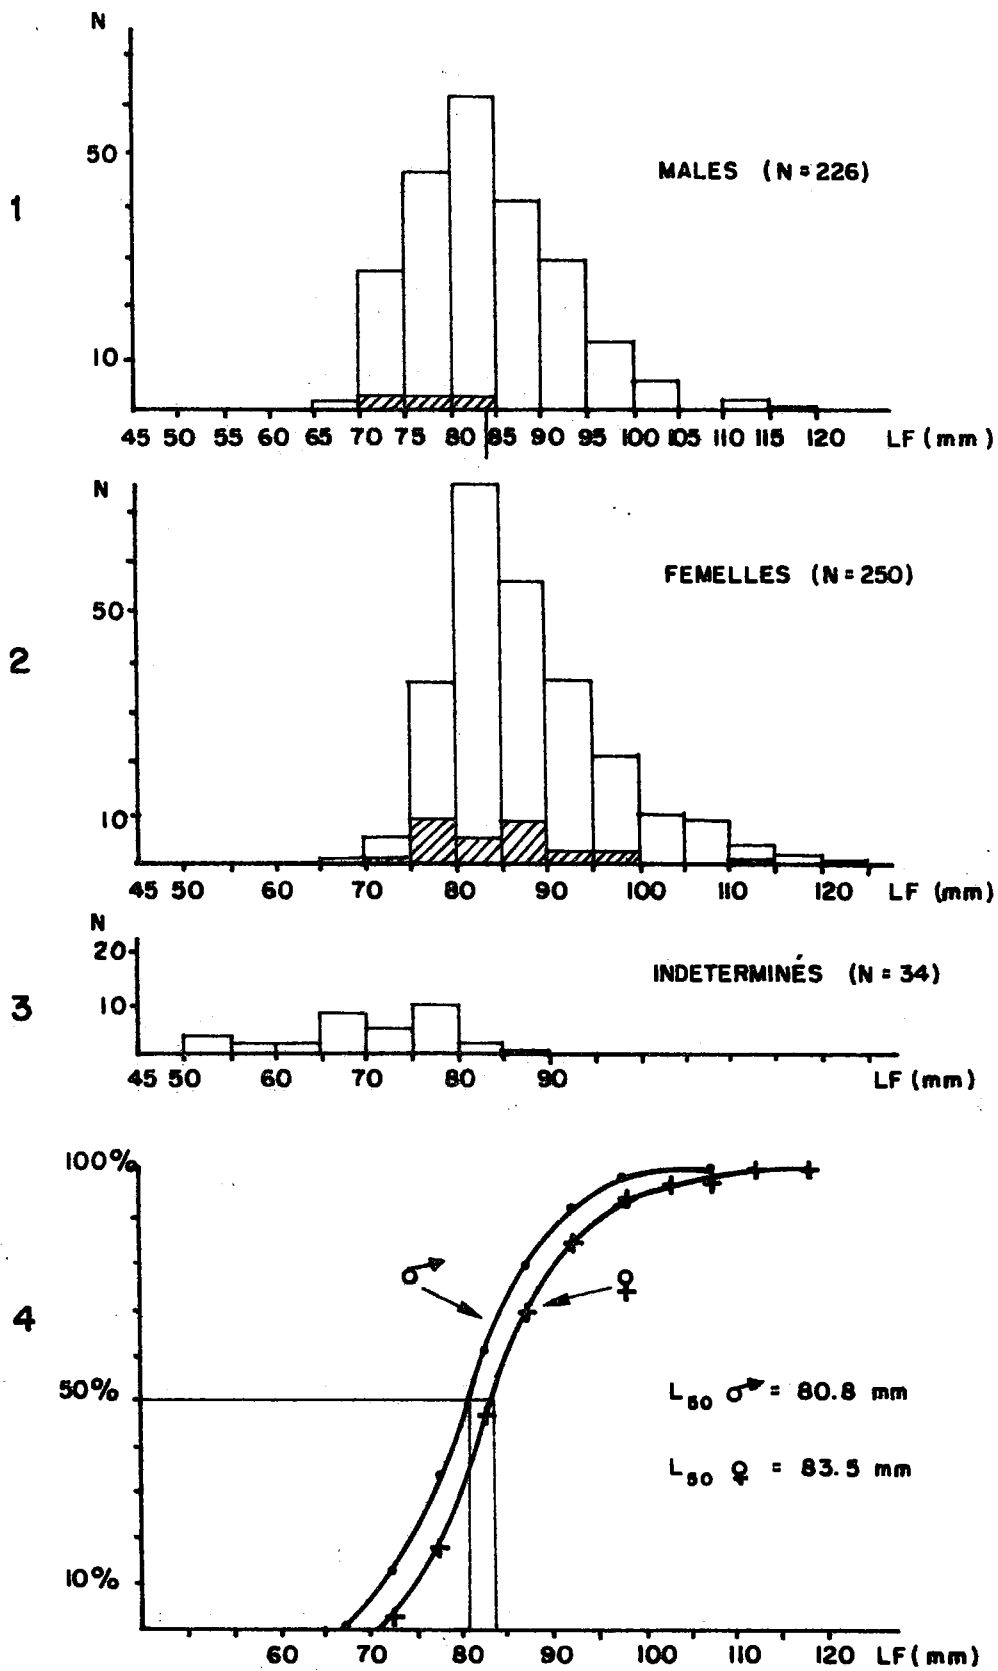 N
50
MALES (N=226)
1
10
45 50 55 60 65 70 75 80 85 90 95 100 105 110 115 120 LF (mm)
N
FEMELLES (N=250)
50
2
10
45 50 60 70 80 90 100 110 120 LF (mm)
N
20
INDETERMINÉS (N = 34)
10
3
45 50 60 70 80 90 LF (mm)
100%
♂
♀
4
50%
L50 ♂ = 80.8 mm
L50 ♀ = 83.5 mm
10%
60 70 80 90 100 110 120 LF (mm)